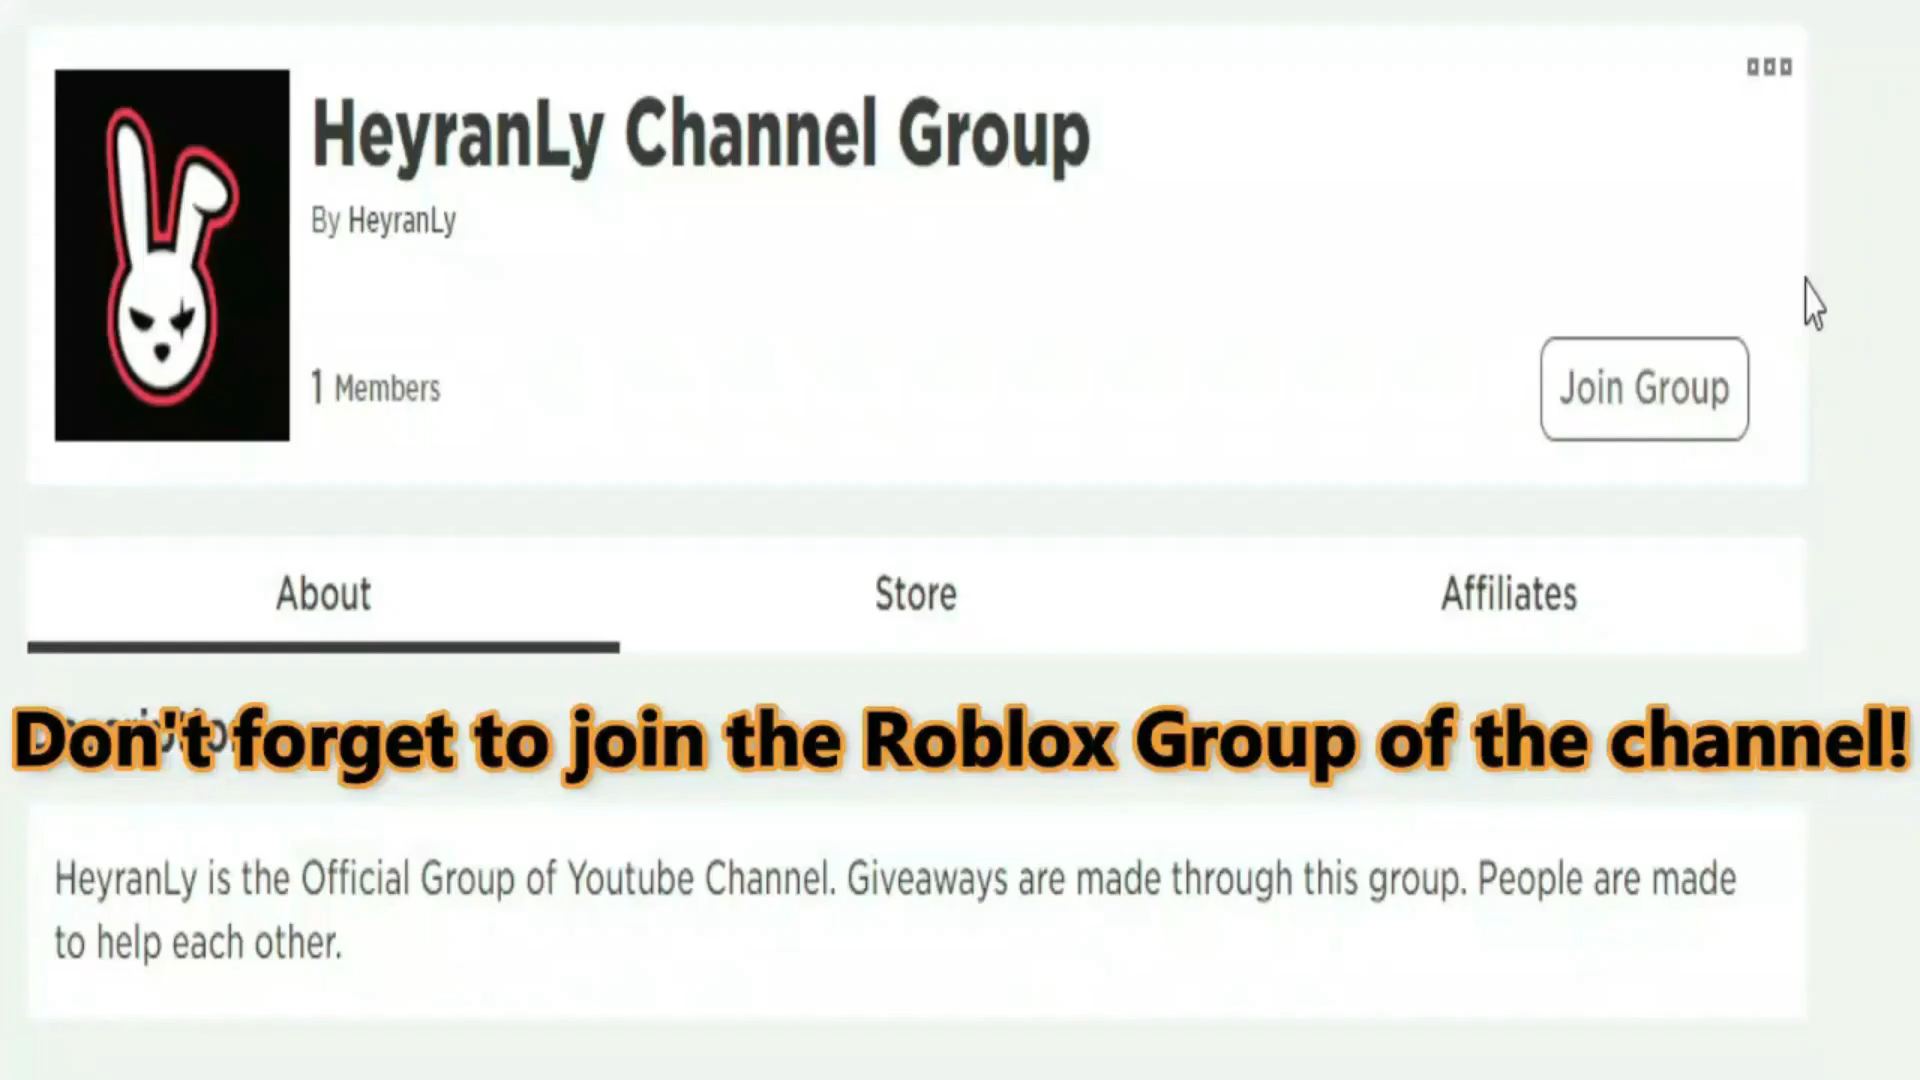 HeyranLy Channel Group
By HeyranLy
1 Members
Join Group
About
Store
Affiliates
Don't forget to join the Roblox Group of the channel!
HeyranLy is the Official Group of Youtube Channel. Giveaways are made through this group. People are made
to help each other.